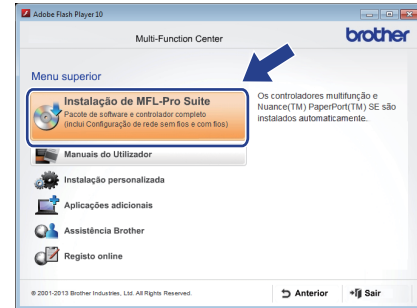 Adobe Flash Player 10
Multi-Function Center
brother
Menu superior
Instalação de MFL-Pro Suite
Pacote de software e controlador completo
(inclui Configuração de rede sem fios e com fios)
Os controladores multifunção e
Nuance(TM) PaperPort(TM) SE são
instalados automaticamente.
Manuais do Utilizador
Instalação personalizada
Aplicações adicionais
Assistência Brother
Registo online
© 2001-2013 Brother Industries, Ltd. All Rights Reserved.
Anterior
Sair